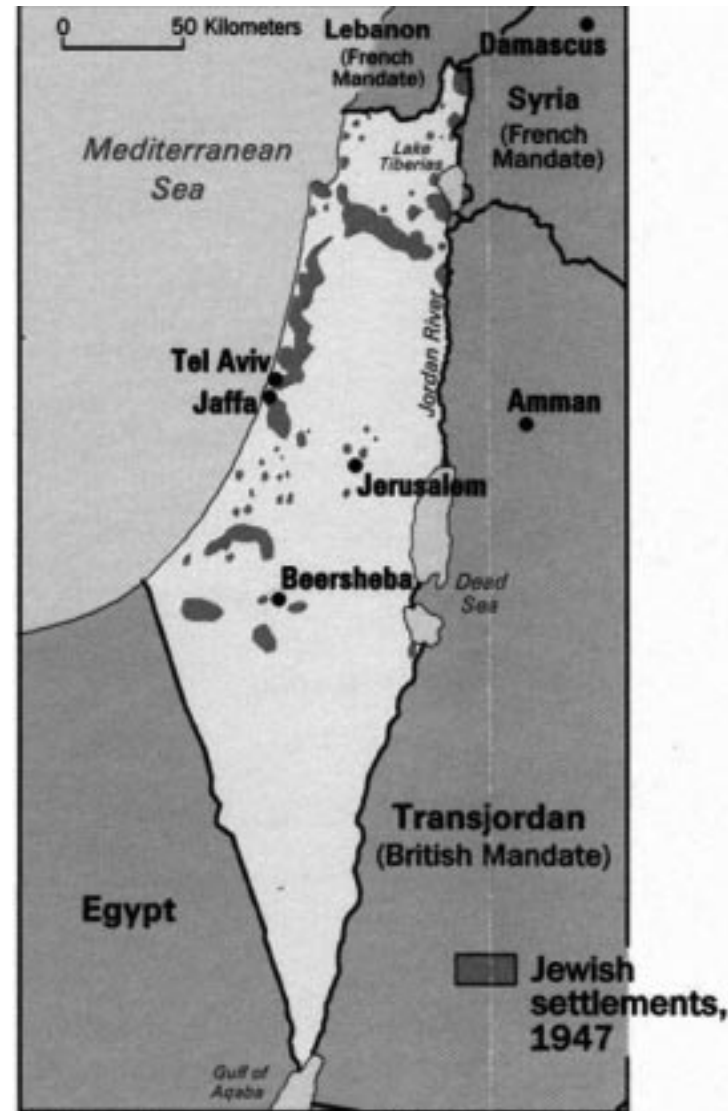 0 50 Kilometers
Lebanon
(French
Mandate)
Damascus
Syria
(French
Mandate)
Mediterranean
Sea
Lake
Tiberias
Jordan River
Tel Aviv
Jaffa
Amman
Jerusalem
Beersheba
Dead
Sea
Transjordan
(British Mandate)
Egypt
Jewish
settlements,
1947
Gulf of
Aqaba